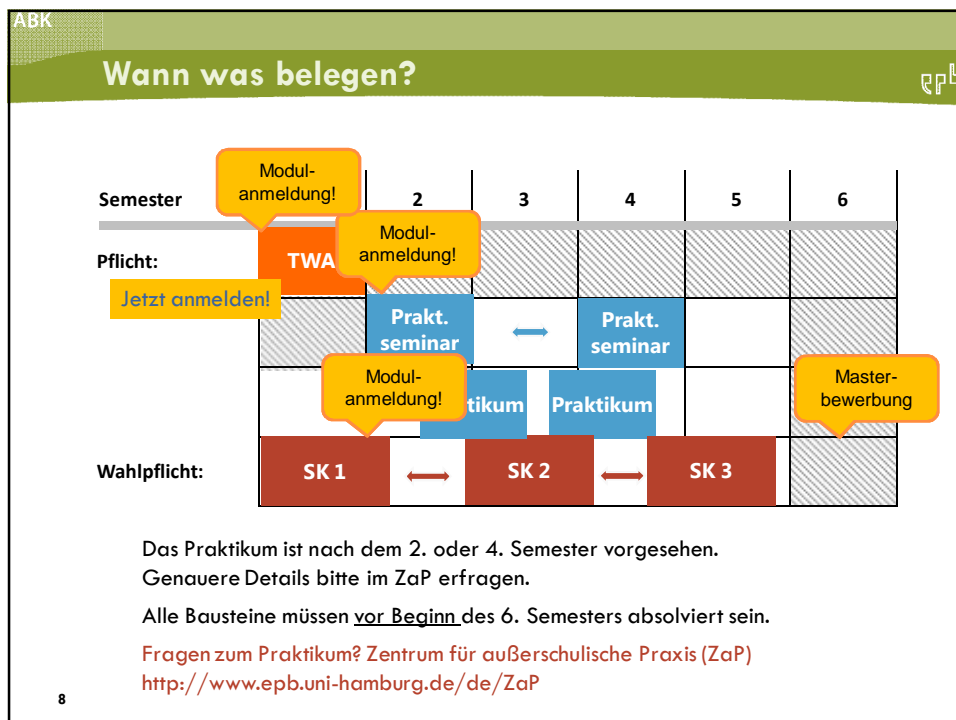 ABK
Wann was belegen?
Modul-
anmeldung!
Semester
2
3
4
5
6
Modul-
anmeldung!
Pflicht:
TWA
Jetzt anmelden!
Prakt.
seminar
Prakt.
seminar
Modul-
anmeldung!
tikum
Praktikum
Master-
bewerbung
Wahlpflicht:
SK 1
SK 2
SK 3
Das Praktikum ist nach dem 2. oder 4. Semester vorgesehen.
Genauere Details bitte im ZaP erfragen.
Alle Bausteine müssen vor Beginn des 6. Semesters absolviert sein.
Fragen zum Praktikum? Zentrum für außerschulische Praxis (ZaP)
http://www.epb.uni-hamburg.de/de/ZaP
8